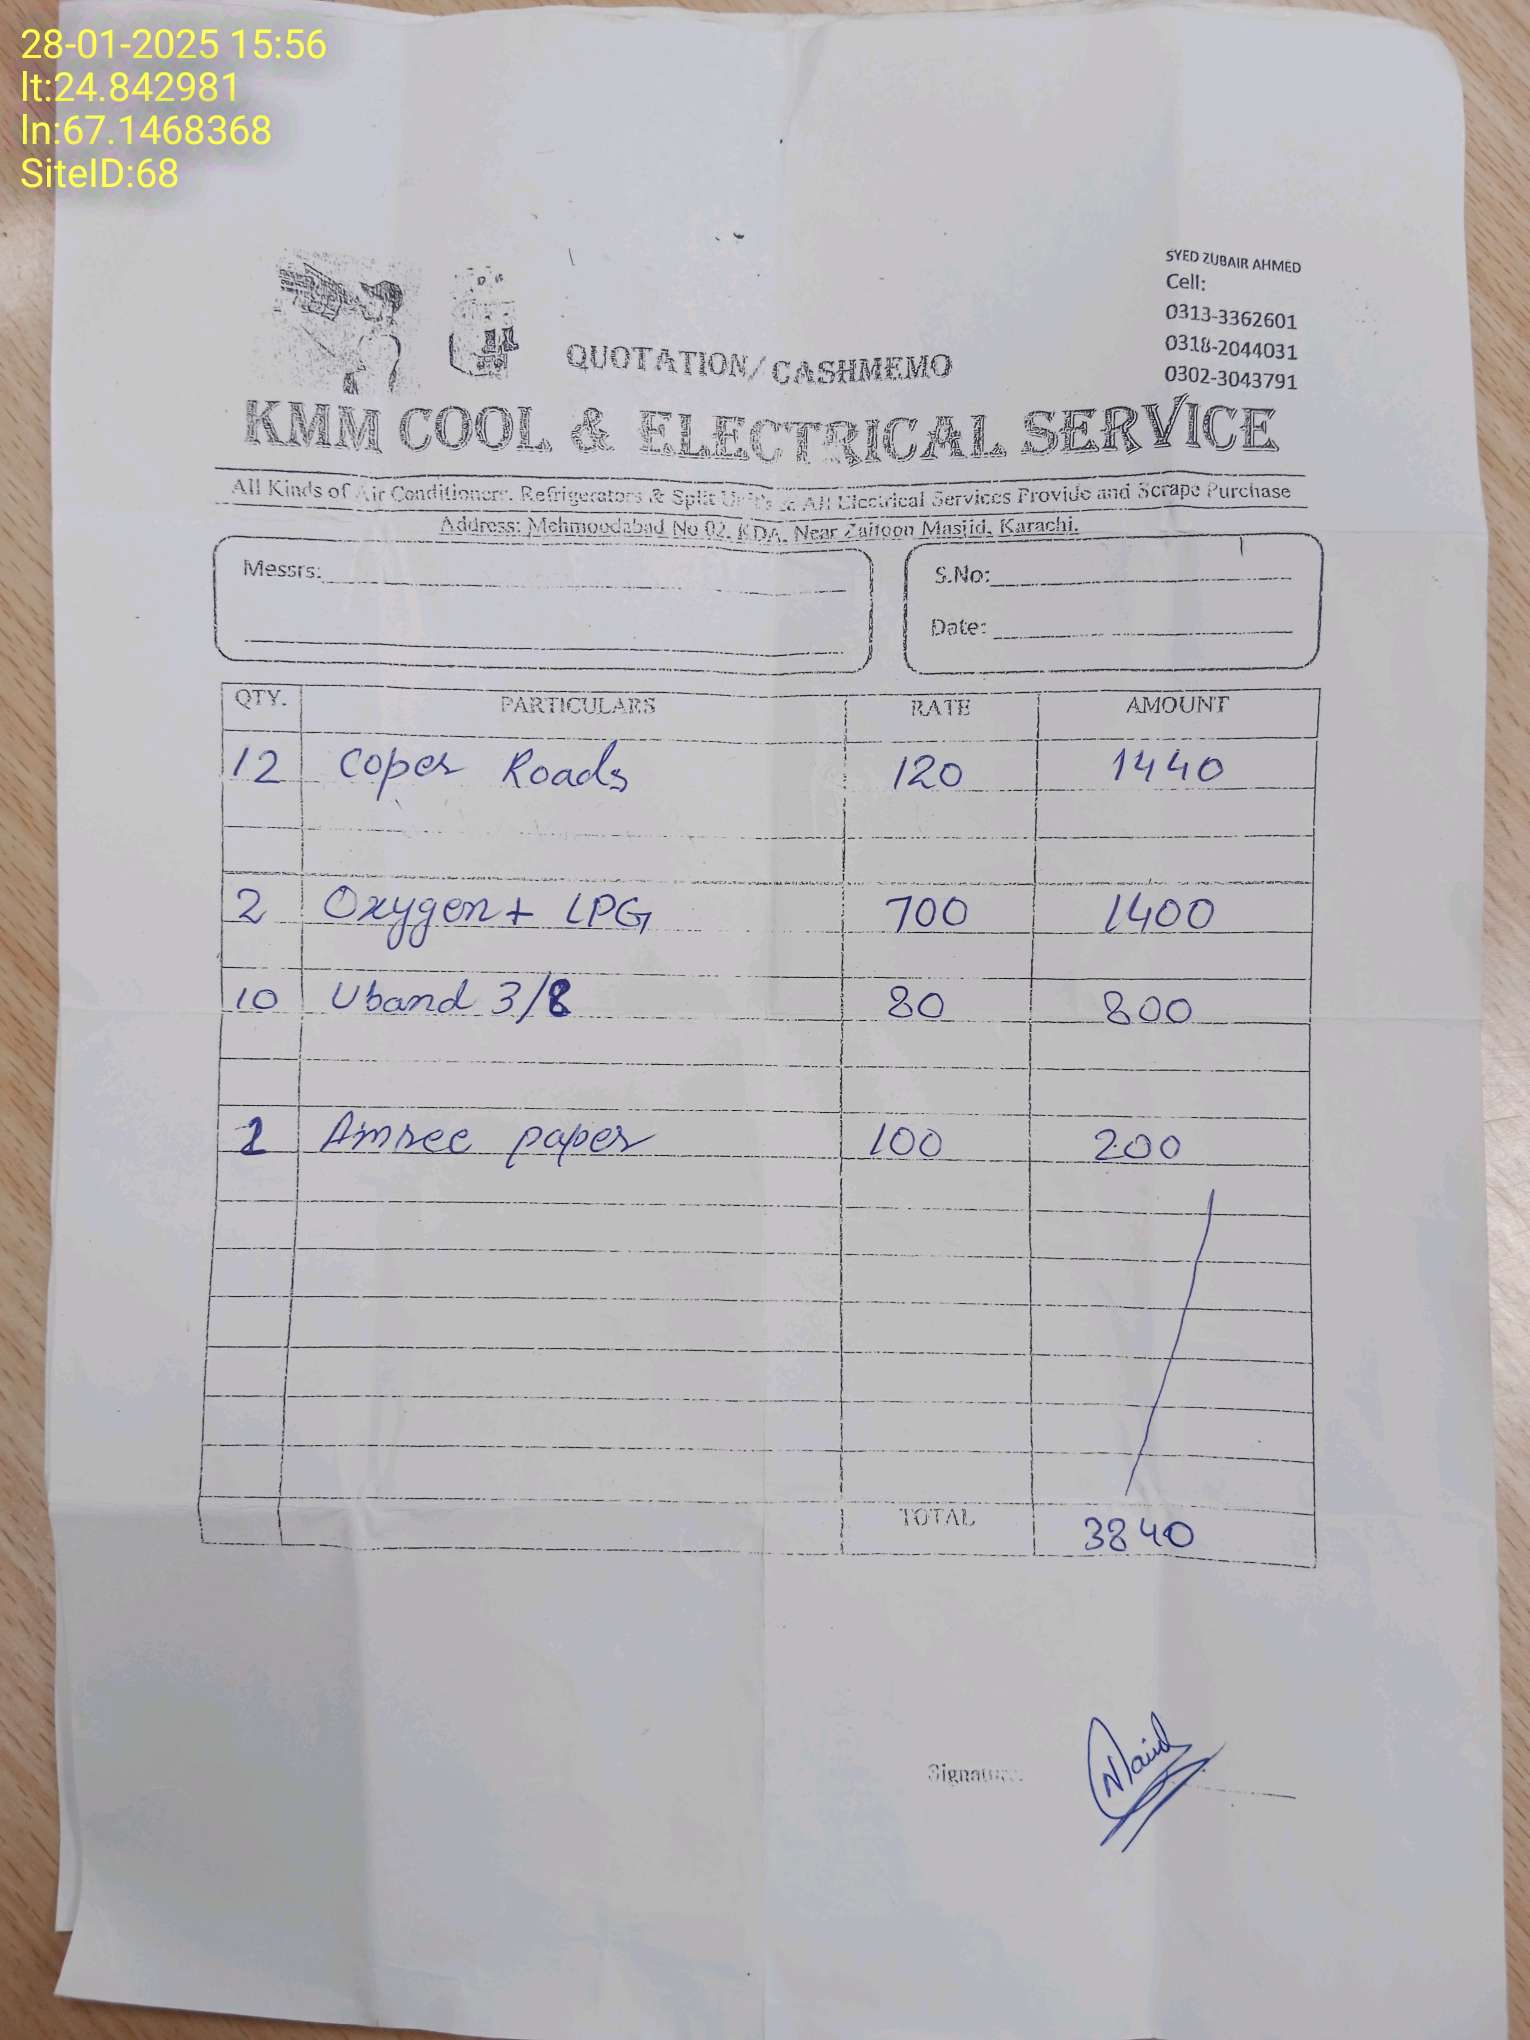 28-01-2025 15:56
lt:24.842981
ln:67.1468368
SiteID:68
SYED ZUBAIR AHMED
Cell:
0313-3362601
0318-2044031
0302-3043791
QUOTATION/CASHMEMO
KMM COOL & ELECTRICAL SERVICE
All Kinds of Air Conditioners, Refrigerators & Split Unit's & All Electrical Services Provide and Scrape Purchase
Address: Mehmoodabad No 02, KDA, Near Zaitoon Masjid, Karachi.
Messrs:
S.No:
Date:
QTY. PARTICULARS RATE AMOUNT
12 Coper Roads 120 1440
2 Oxygen + LPG 700 1400
10 Uband 3/8 80 800
Amree paper 100 200
TOTAL 3840
Signature: